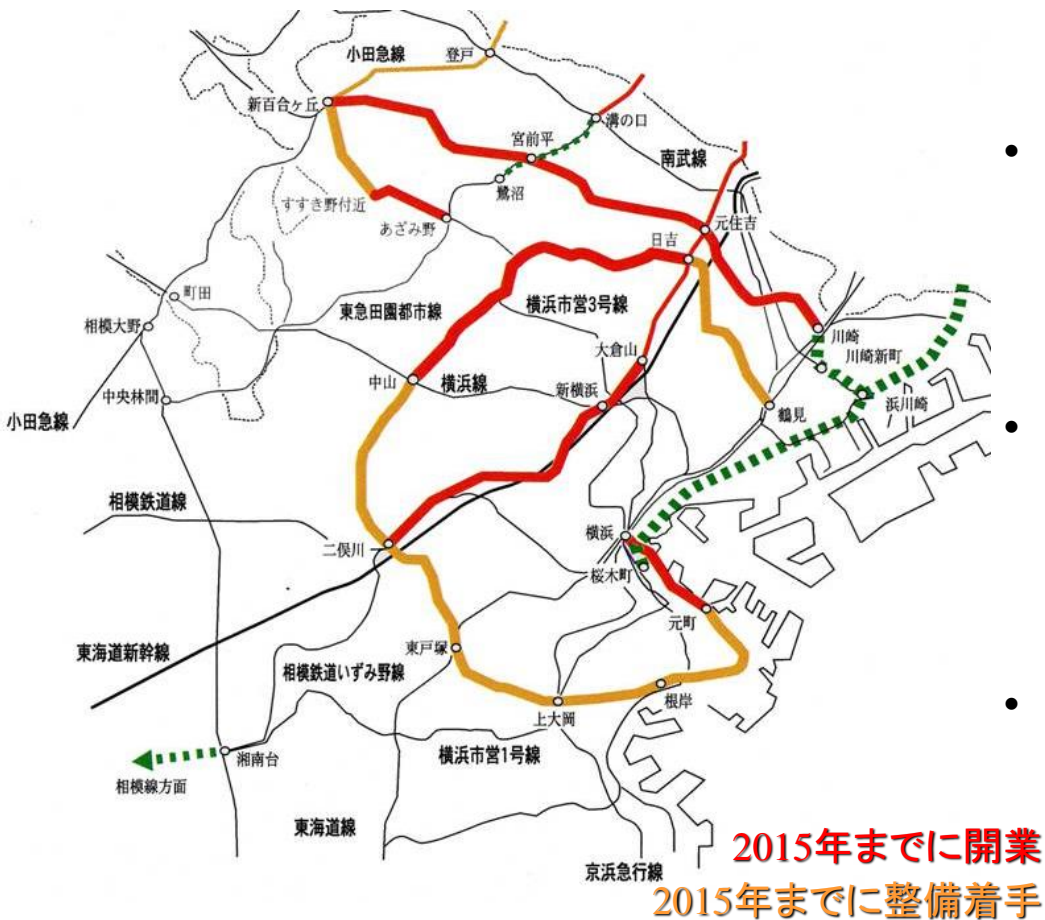 小田急線
登戸
新百合ヶ丘
溝の口
宮前平
南武線
鷺沼
すすき野付近
あざみ野
元住吉
日吉
町田
東急田園都市線
横浜市営3号線
相模大野
川崎
大倉山
川崎新町
中山
横浜線
新横浜
中央林間
浜川崎
鶴見
小田急線
相模鉄道線
横浜
二俣川
桜木町
元町
東海道新幹線
東戸塚
相模鉄道いずみ野線
根岸
上大岡
湘南台
横浜市営1号線
相模線方面
東海道線
2015年までに開業
京浜急行線
2015年までに整備着手